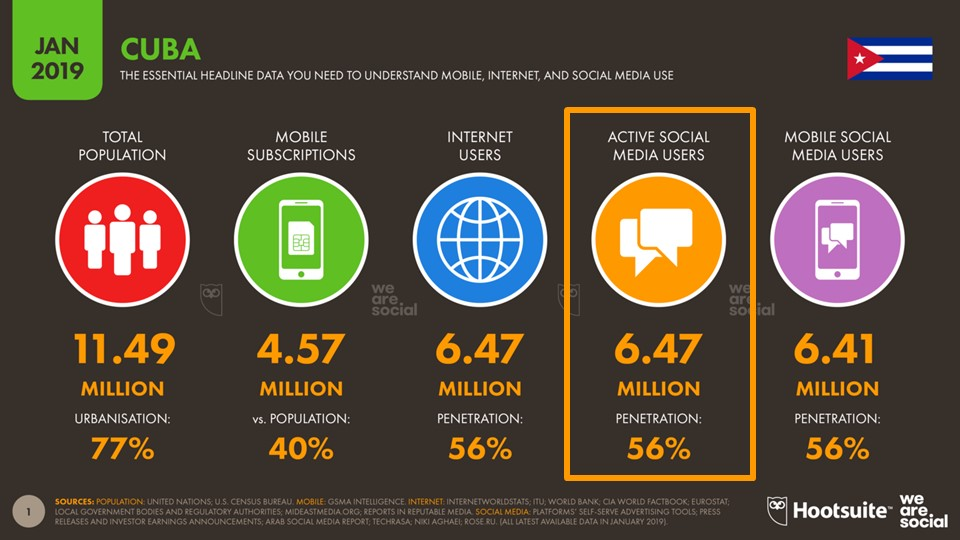 JAN
2019
CUBA
THE ESSENTIAL HEADLINE DATA YOU NEED TO UNDERSTAND MOBILE, INTERNET, AND SOCIAL MEDIA USE
TOTAL
POPULATION
MOBILE
SUBSCRIPTIONS
INTERNET
USERS
ACTIVE SOCIAL
MEDIA USERS
MOBILE SOCIAL
MEDIA USERS
we
are
social
we
are
social
11.49
MILLION
URBANISATION:
77%
4.57
MILLION
vs. POPULATION:
40%
6.47
MILLION
PENETRATION:
56%
6.47
MILLION
PENETRATION:
56%
6.41
MILLION
PENETRATION:
56%
1
SOURCES: POPULATION: UNITED NATIONS; U.S. CENSUS BUREAU. MOBILE: GSMA INTELLIGENCE. INTERNET: INTERNETWORLDSTATS; ITU; WORLD BANK; CIA WORLD FACTBOOK; EUROSTAT;
LOCAL GOVERNMENT BODIES AND REGULATORY AUTHORITIES; MIDEASTMEDIA.ORG; REPORTS IN REPUTABLE MEDIA. SOCIAL MEDIA: PLATFORMS' SELF-SERVE ADVERTISING TOOLS; PRESS
RELEASES AND INVESTOR EARNINGS ANNOUNCEMENTS; ARAB SOCIAL MEDIA REPORT; TECHRASA; NIKI AGHAEI; ROSE.RU. (ALL LATEST AVAILABLE DATA IN JANUARY 2019).
Hootsuite™
we
are
social